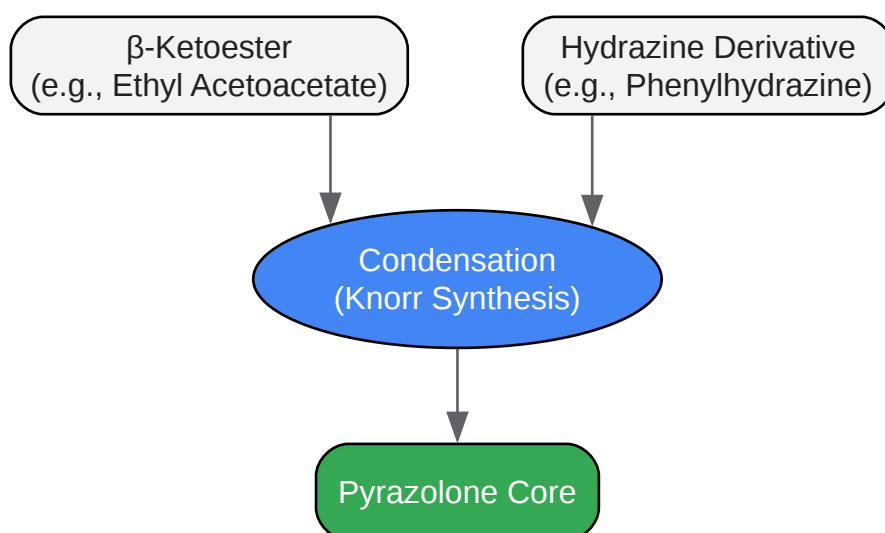 β-Ketoester
(e.g., Ethyl Acetoacetate)
Hydrazine Derivative
(e.g., Phenylhydrazine)
Condensation
(Knorr Synthesis)
Pyrazolone Core